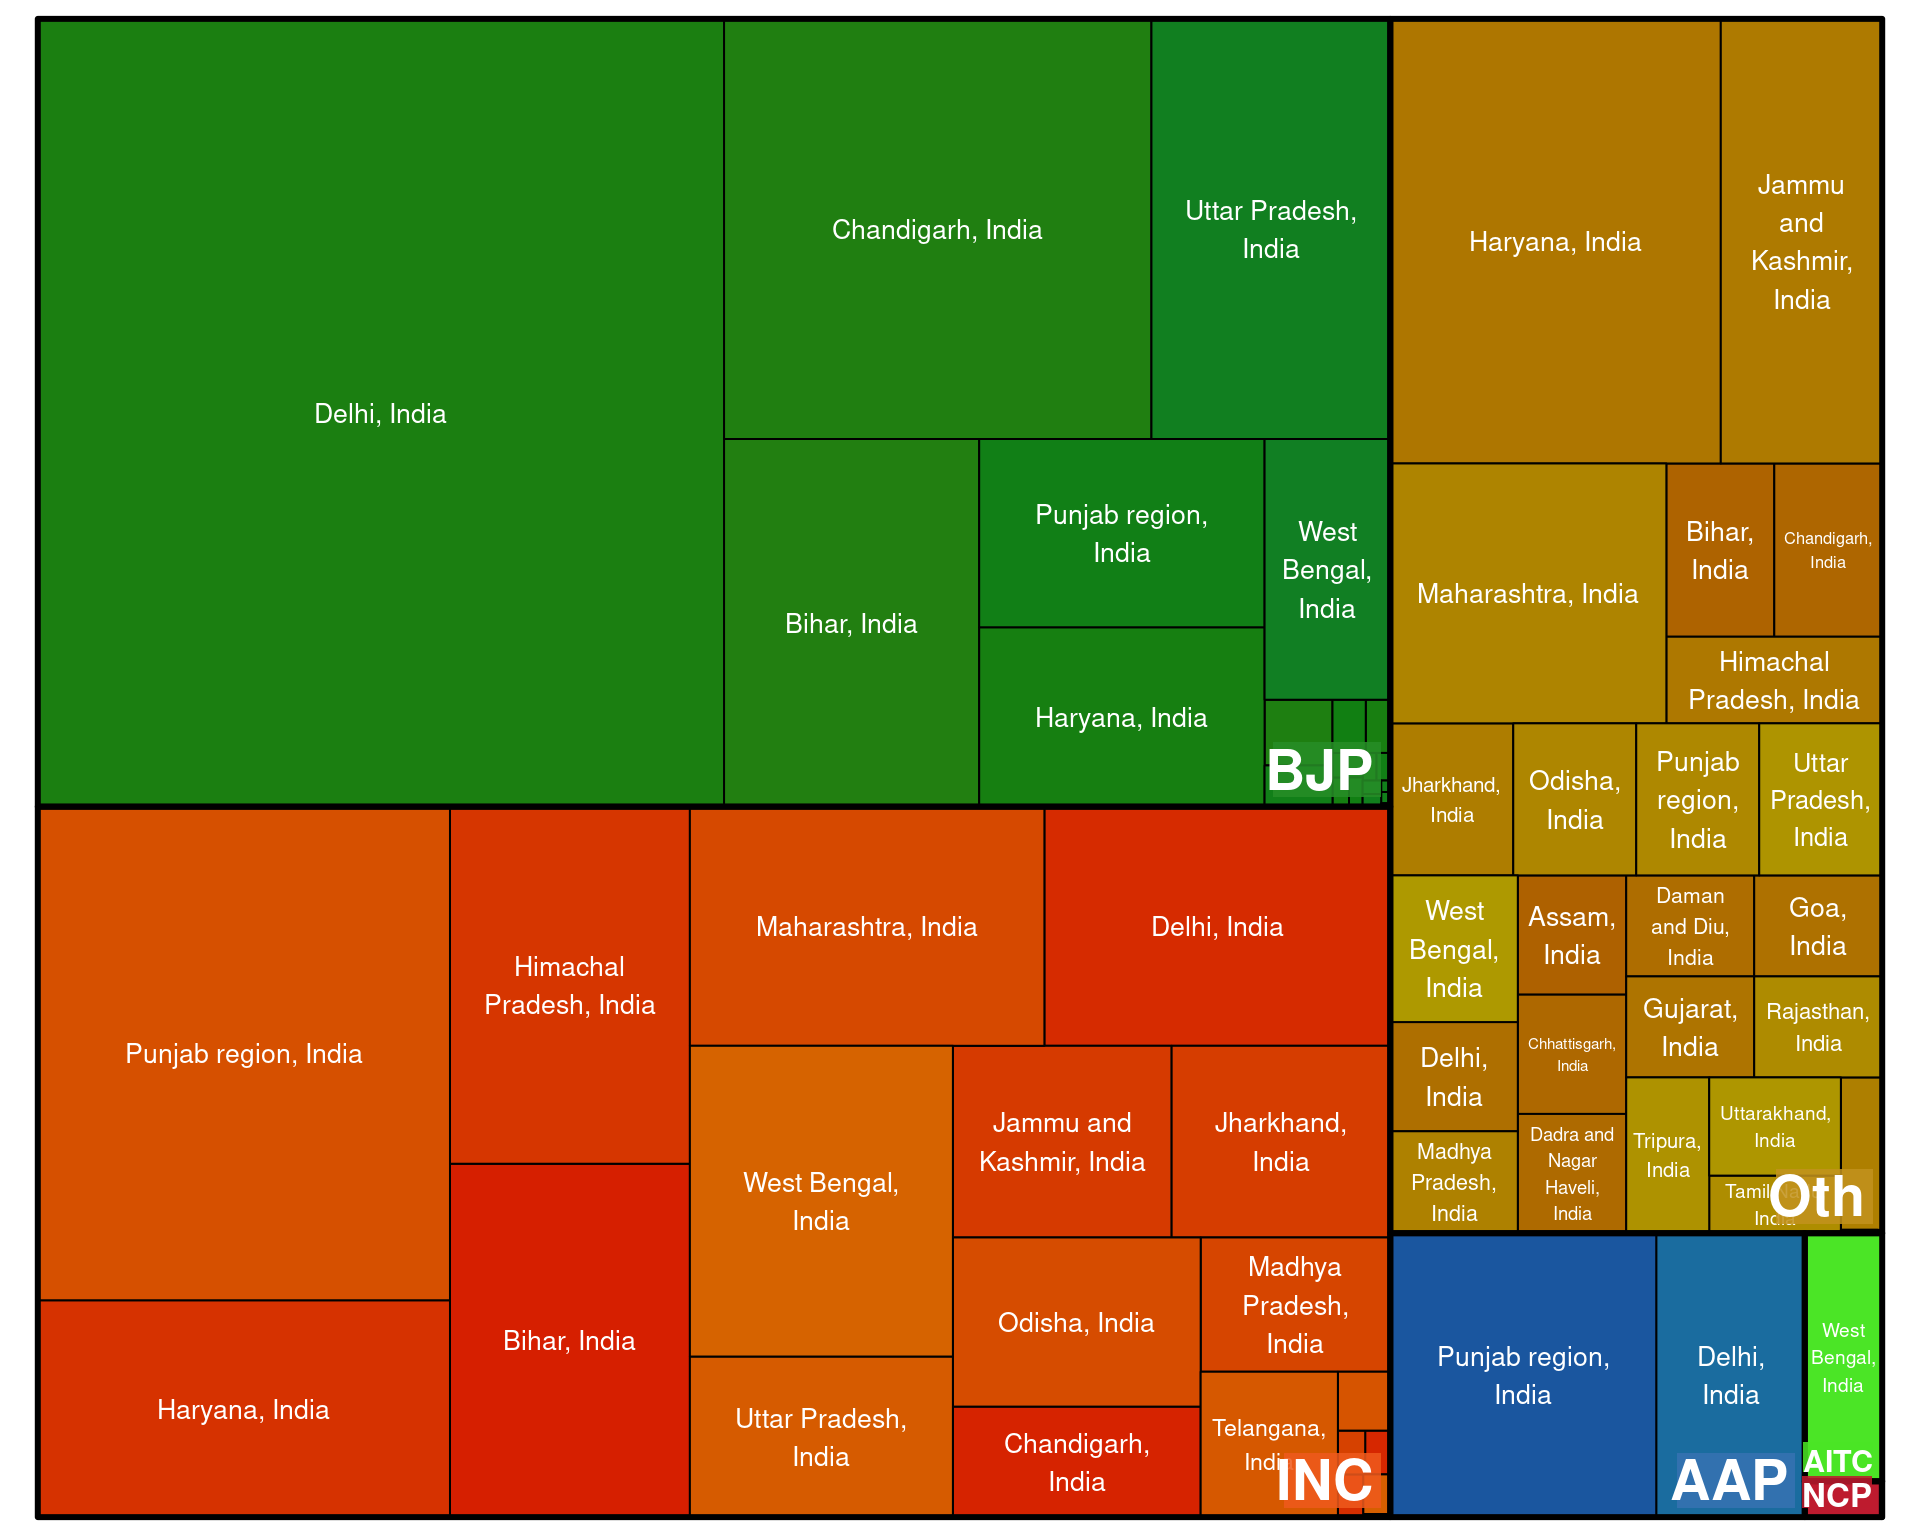 Delhi, India
Chandigarh, India
Uttar Pradesh,
India
Bihar, India
Punjab region,
India
Haryana, India
West
Bengal,
India
BJP
Punjab region, India
Haryana, India
Himachal
Pradesh, India
Bihar, India
Maharashtra, India
Delhi, India
West Bengal,
India
Uttar Pradesh,
India
Jammu and
Kashmir, India
Jharkhand,
India
Odisha, India
Chandigarh,
India
Madhya
Pradesh,
India
Telangana,
India
INC
Haryana, India
Jammu
and
Kashmir,
India
Maharashtra, India
Bihar,
India
Chandigarh,
India
Himachal
Pradesh, India
Jharkhand,
India
Odisha,
India
Punjab
region,
India
Uttar
Pradesh,
India
West
Bengal,
India
Delhi,
India
Madhya
Pradesh,
India
Assam,
India
Chhattisgarh,
India
Dadra and
Nagar
Haveli,
India
Daman
and Diu,
India
Goa,
India
Gujarat,
India
Rajasthan,
India
Tripura,
India
Uttarakhand,
India
Tamil
India
Oth
Punjab region,
India
Delhi,
India
AAP
West
Bengal,
India
AITC
NCP